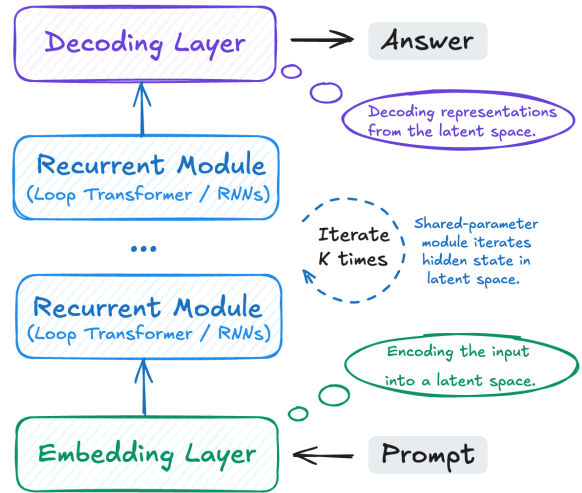 Decoding Layer
Answer
Decoding representations
from the latent space.
Recurrent Module
(Loop Transformer / RNNs)
...
Iterate
K times
Shared-parameter
module iterates
hidden state in
latent space.
Recurrent Module
(Loop Transformer / RNNs)
Encoding the input
into a latent space.
Embedding Layer
Prompt